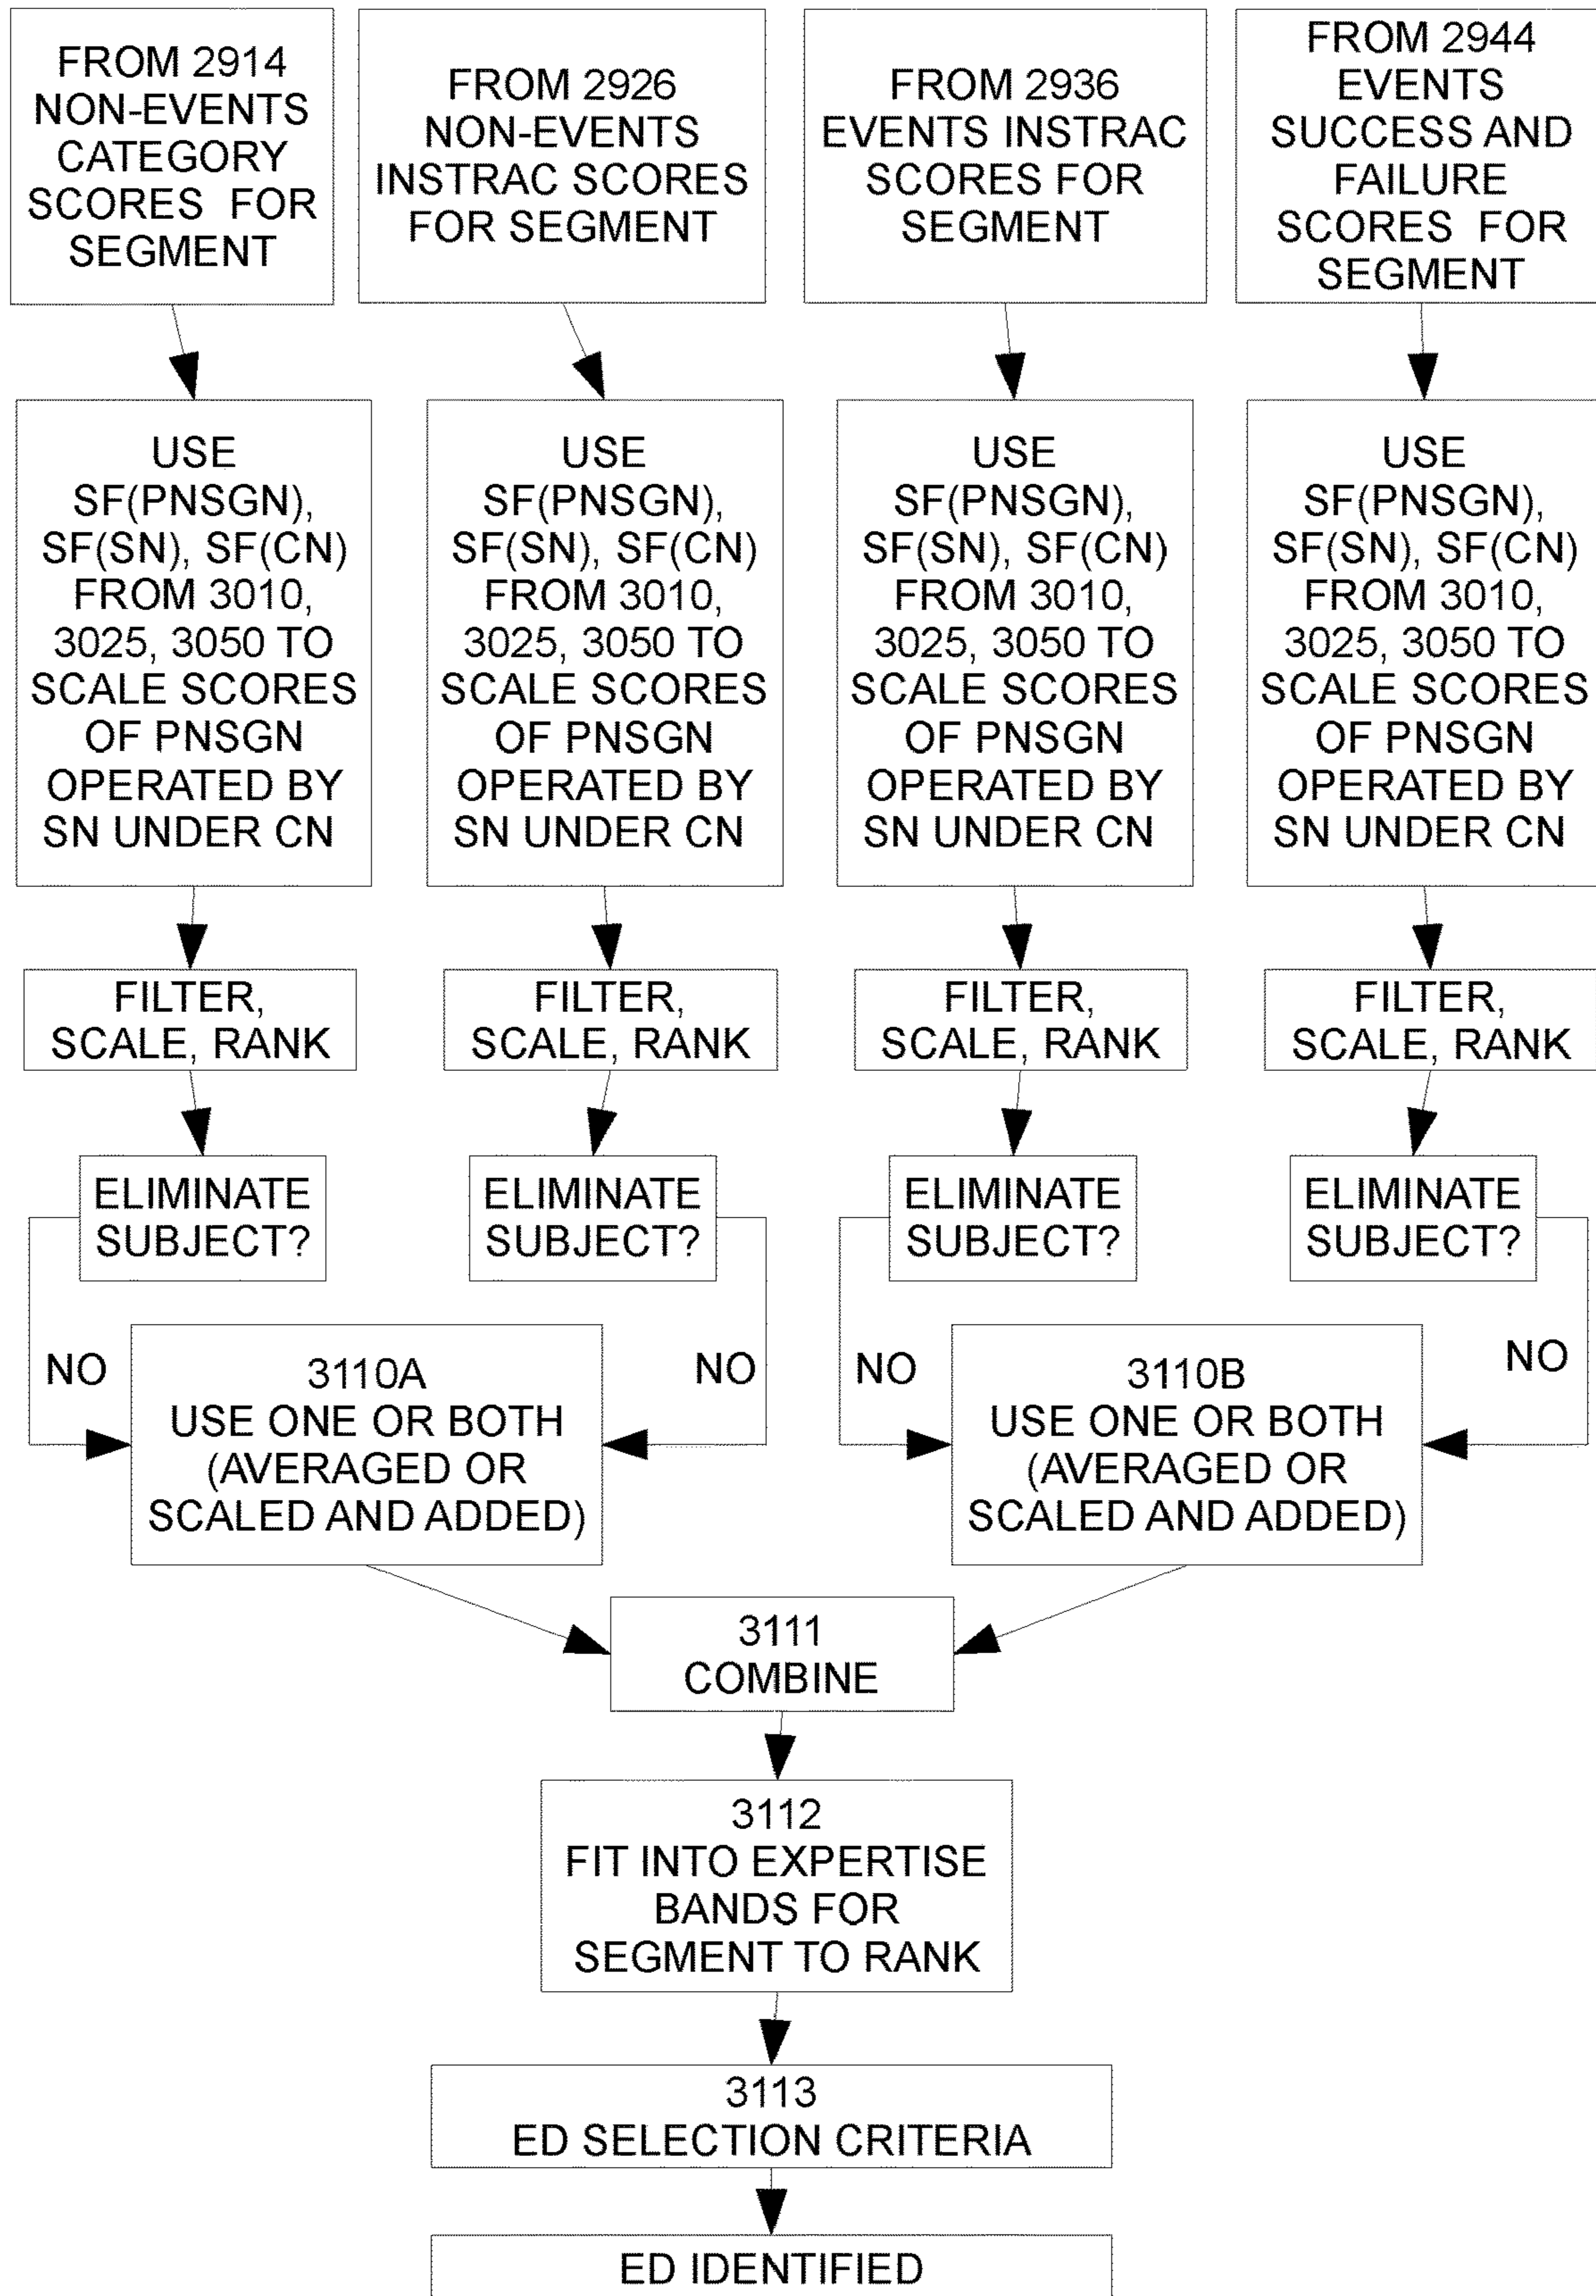 FROM 2914
NON-EVENTS
CATEGORY
SCORES FOR
SEGMENT
FROM 2926
NON-EVENTS
INSTRAC SCORES
FOR SEGMENT
FROM 2936
EVENTS INSTRAC
SCORES FOR
SEGMENT
FROM 2944
EVENTS
SUCCESS AND
FAILURE
SCORES FOR
SEGMENT
USE
SF(PNSGN),
SF(SN), SF(CN)
FROM 3010,
3025, 3050 TO
SCALE SCORES
OF PNSGN
OPERATED BY
SN UNDER CN
USE
SF(PNSGN),
SF(SN), SF(CN)
FROM 3010,
3025, 3050 TO
SCALE SCORES
OF PNSGN
OPERATED BY
SN UNDER CN
USE
SF(PNSGN),
SF(SN), SF(CN)
FROM 3010,
3025, 3050 TO
SCALE SCORES
OF PNSGN
OPERATED BY
SN UNDER CN
USE
SF(PNSGN),
SF(SN), SF(CN)
FROM 3010,
3025, 3050 TO
SCALE SCORES
OF PNSGN
OPERATED BY
SN UNDER CN
FILTER,
SCALE, RANK
FILTER,
SCALE, RANK
FILTER,
SCALE, RANK
FILTER,
SCALE, RANK
ELIMINATE
SUBJECT?
ELIMINATE
SUBJECT?
ELIMINATE
SUBJECT?
ELIMINATE
SUBJECT?
NO
3110A
USE ONE OR BOTH
(AVERAGED OR
SCALED AND ADDED)
NO
NO
3110B
USE ONE OR BOTH
(AVERAGED OR
SCALED AND ADDED)
NO
3111
COMBINE
3112
FIT INTO EXPERTISE
BANDS FOR
SEGMENT TO RANK
3113
ED SELECTION CRITERIA
ED IDENTIFIED